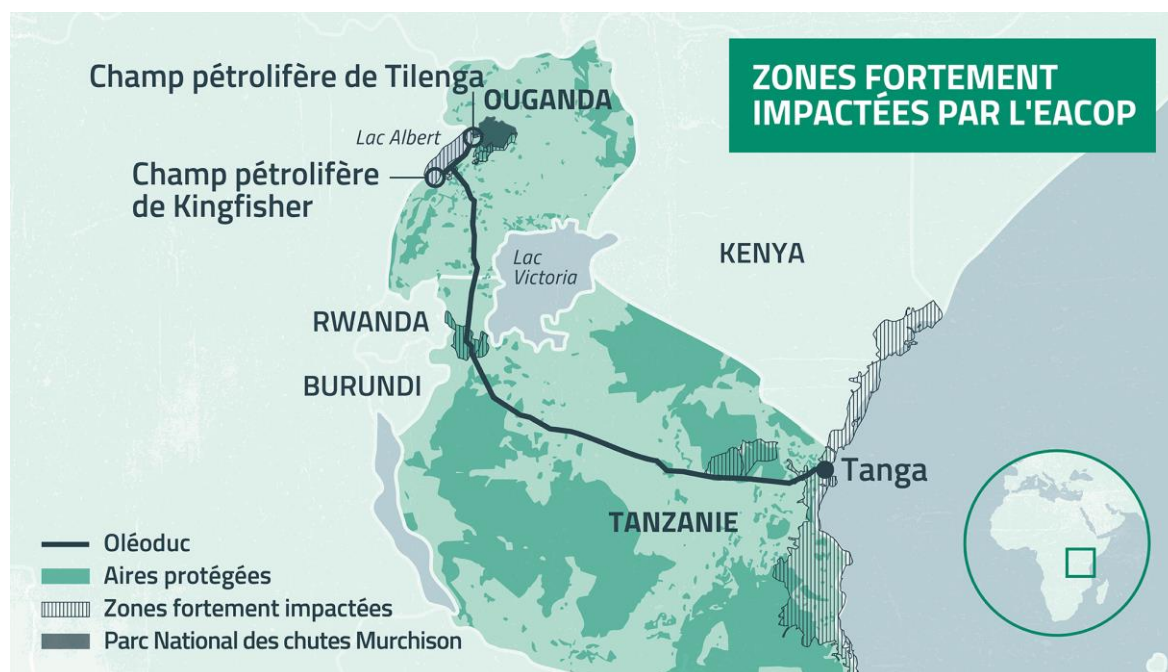 ZONES FORTEMENT
IMPACTÉES PAR L'EACOP
Champ pétrolifère de Tilenga
OUGANDA
Lac Albert
Champ pétrolifère
de Kingfisher
KENYA
Lac
Victoria
RWANDA
BURUNDI
Tanga
TANZANIE
Oléoduc
Aires protégées
Zones fortement impactées
Parc National des chutes Murchison